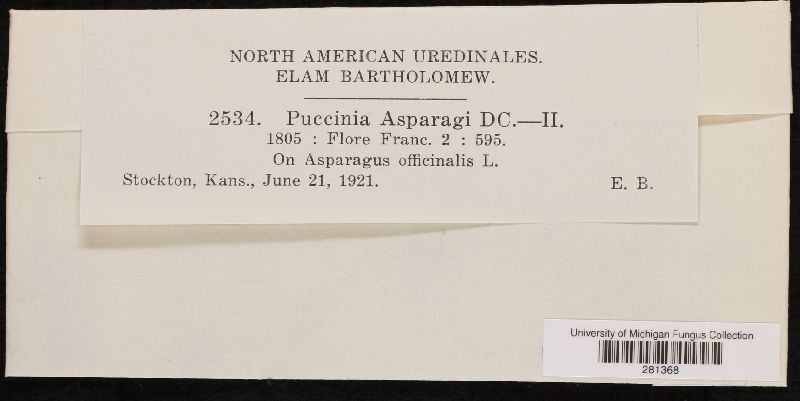 NORTH AMERICAN UREDINALES.
ELAM BARTHOLOMEW.
2534. Puccinia Asparagi DC.—II.
1805 : Flore Franc. 2 : 595.
On Asparagus officinalis L.
Stockton, Kans., June 21, 1921. E. B.
University of Michigan Fungus Collection
281368